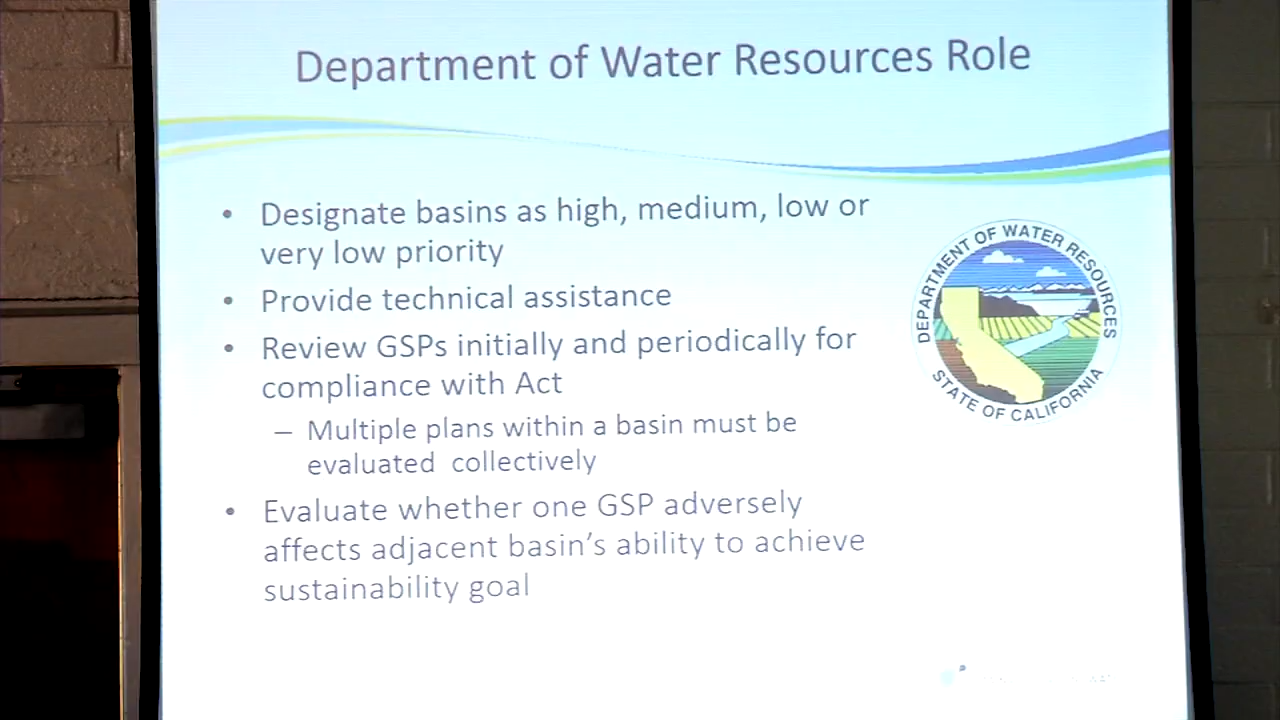 Department of Water Resources Role
• Designate basins as high, medium, low or
very low priority
• Provide technical assistance
• Review GSPs initially and periodically for
compliance with Act
– Multiple plans within a basin must be
evaluated collectively
• Evaluate whether one GSP adversely
affects adjacent basin's ability to achieve
sustainability goal
DEPARTMENT OF WATER RESOURCES
STATE OF CALIFORNIA